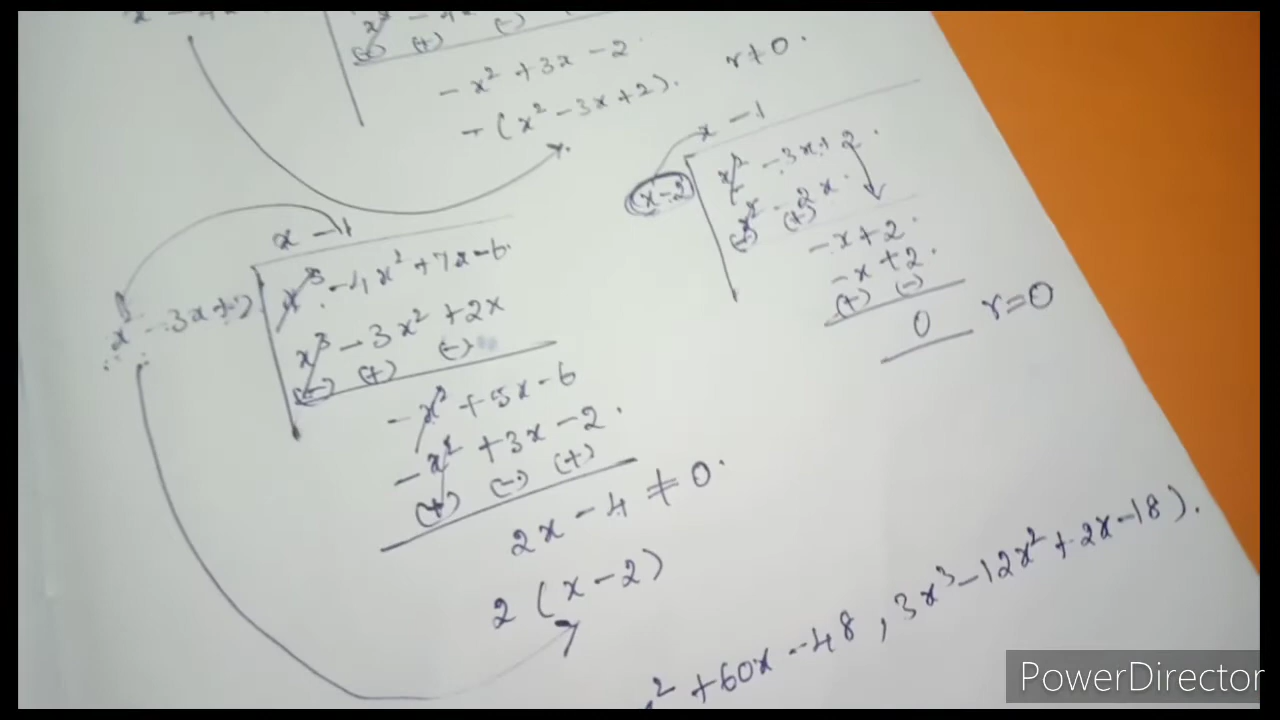 - x² + 3x - 2
- (x² - 3x + 2). r ≠ 0.
x - 1
x - 2 x² - 3x + 2.
x² - 2x.
(-) (+)
- x + 2.
- x + 2.
(+) (-)
0 r = 0
x - 1
x² - 3x + 2 x³ - 4x² + 7x - 6.
x³ - 3x² + 2x
(-) (+) (-)
- x² + 5x - 6
- x² + 3x - 2.
(+) (-) (+)
2x - 4 ≠ 0.
2 (x - 2)
² + 60x - 48, 3x³ - 12x² + 2x - 18).
PowerDirector